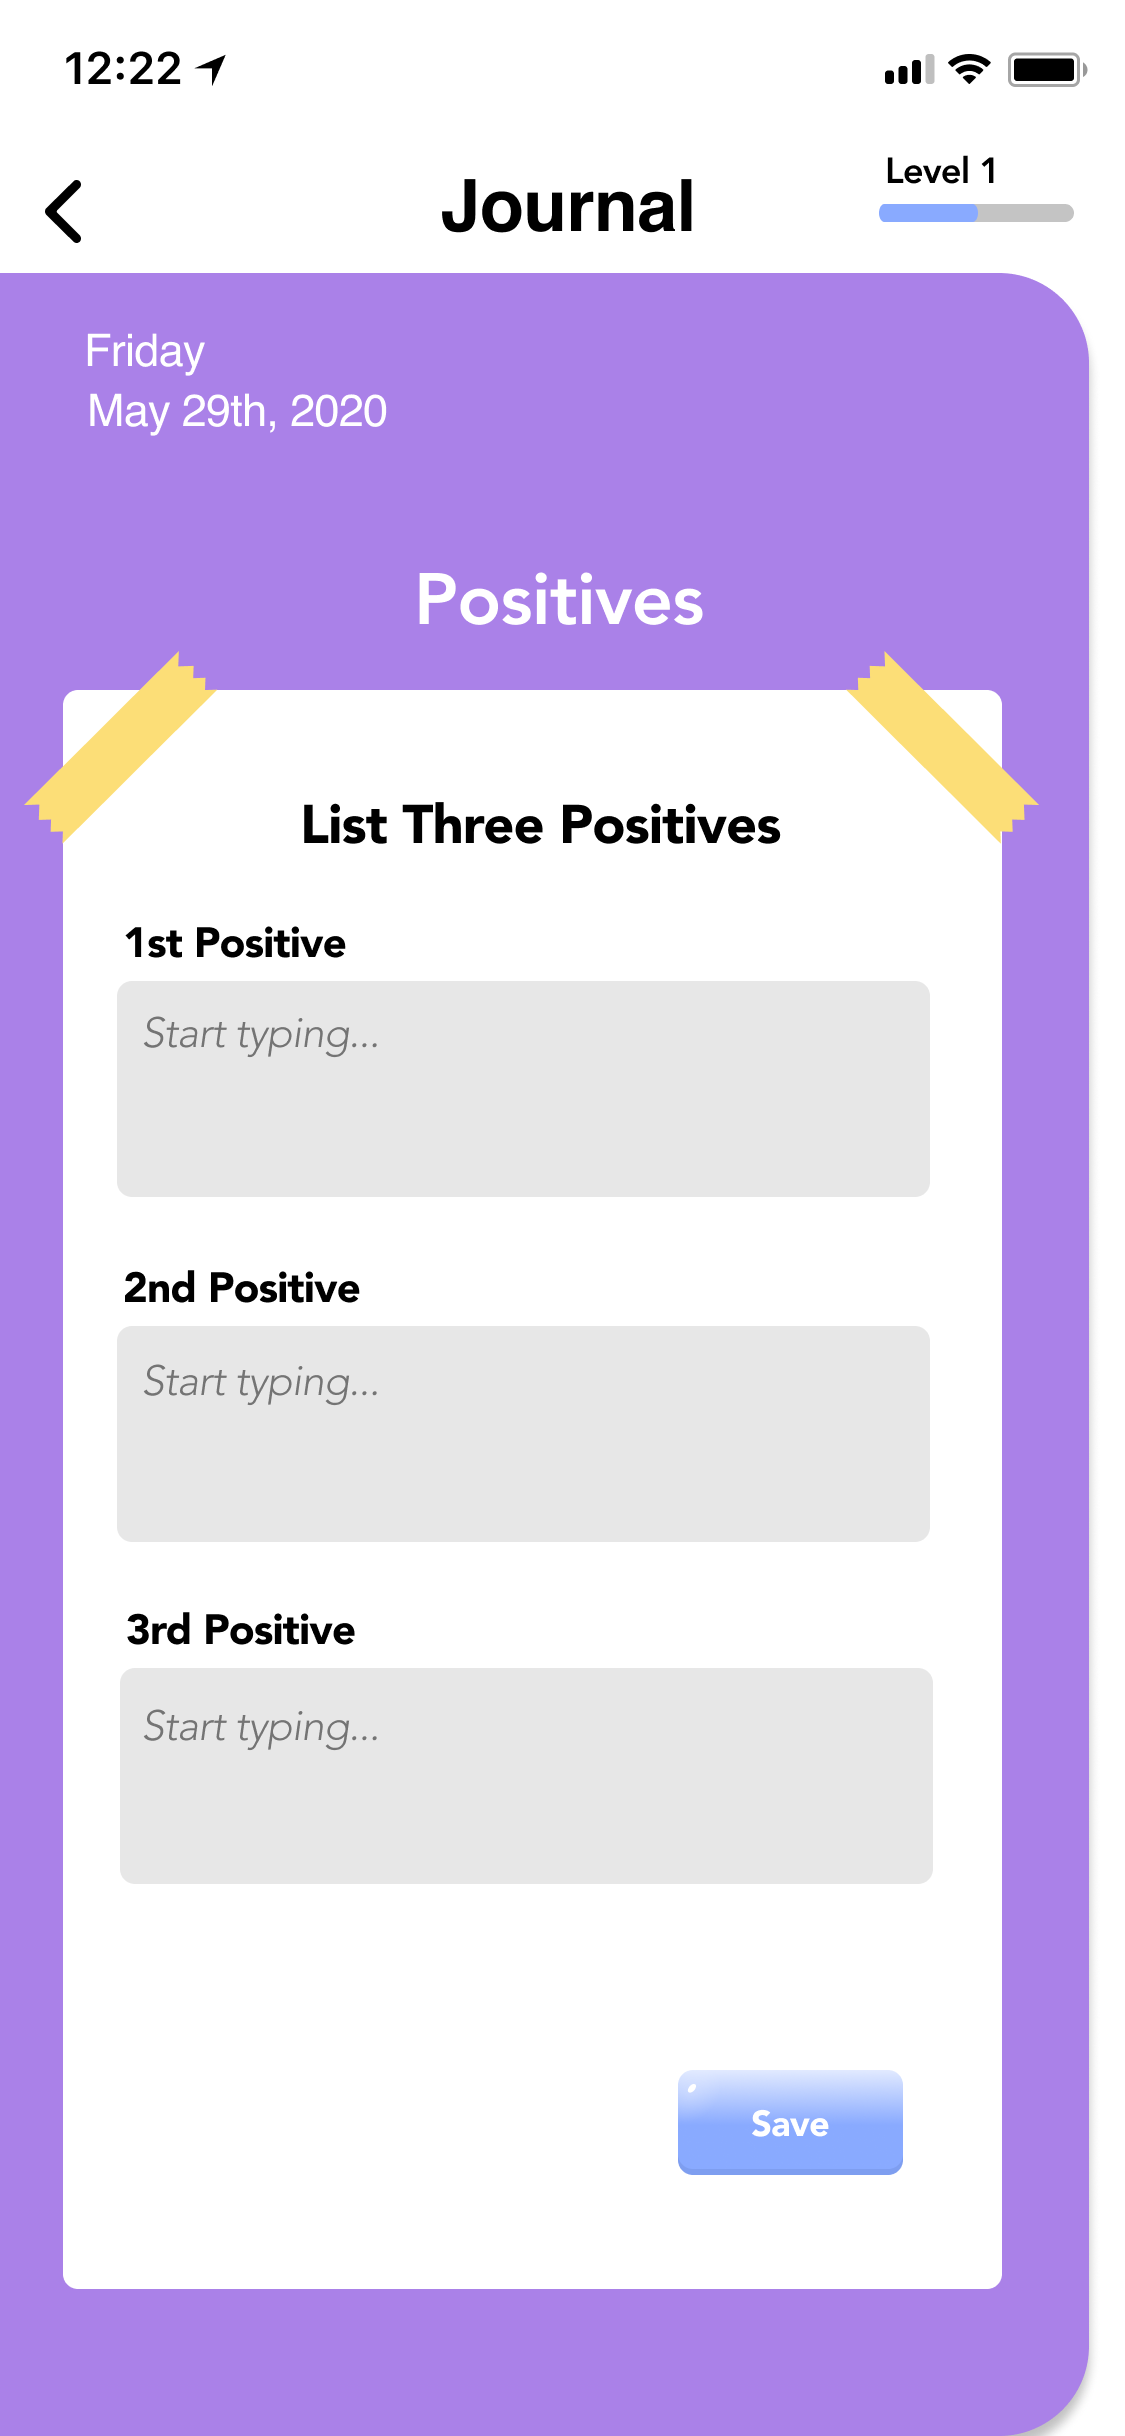 12:22
Level 1
Journal
Friday
May 29th, 2020
Positives
List Three Positives
1st Positive
Start typing...
2nd Positive
Start typing...
3rd Positive
Start typing...
Save